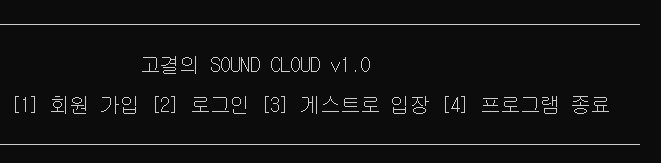 고결의 SOUND CLOUD v1.0
[1] 회원 가입 [2] 로그인 [3] 게스트로 입장 [4] 프로그램 종료